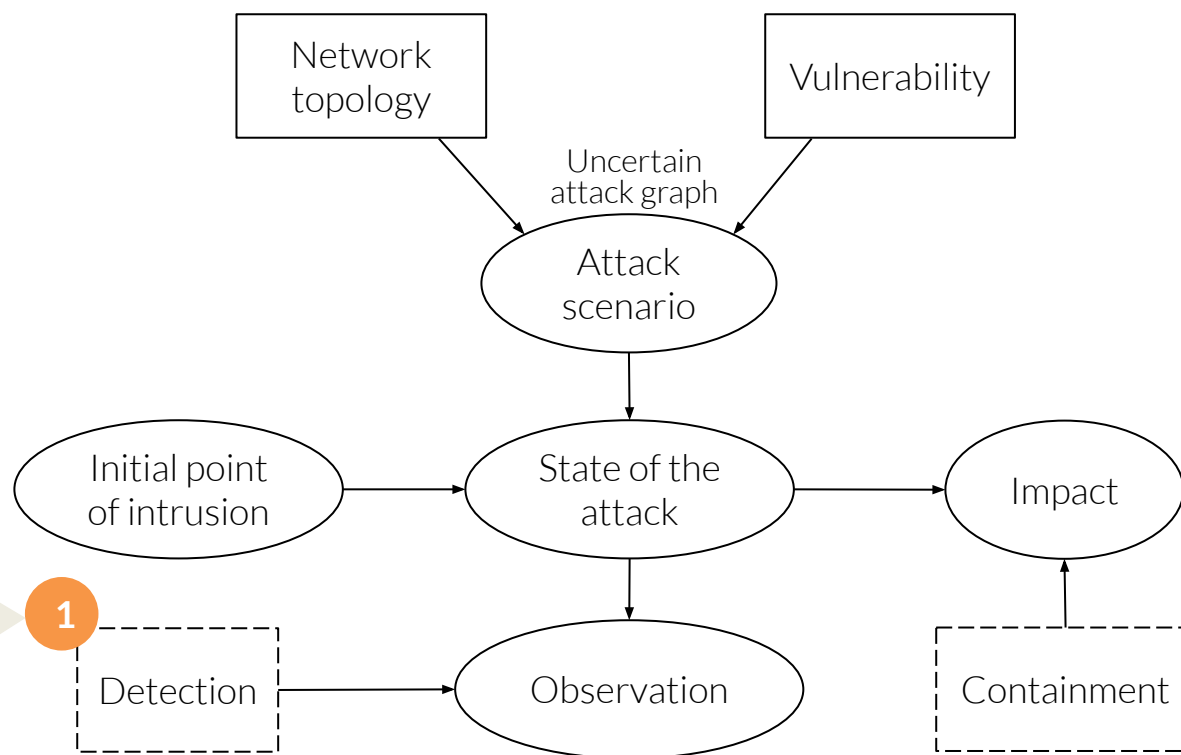 Network
topology
Vulnerability
Uncertain
attack graph
Attack
scenario
Initial point
of intrusion
State of the
attack
Impact
1
Detection
Observation
Containment